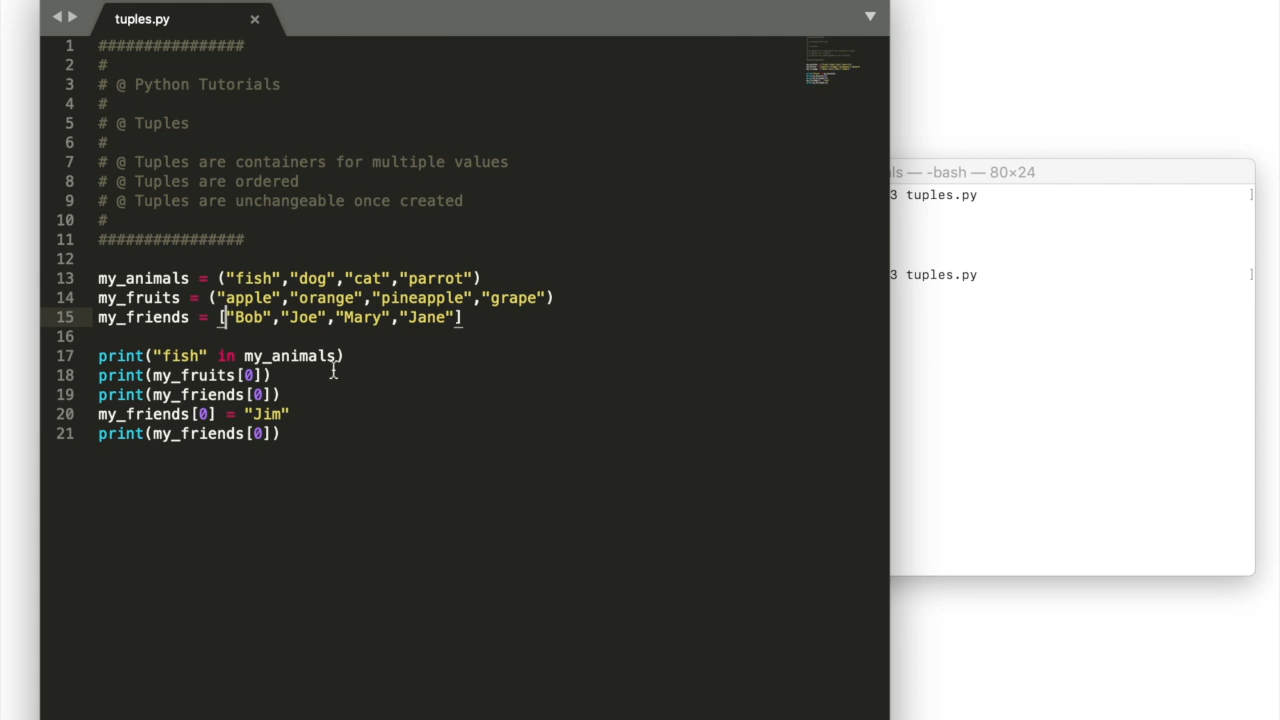 tuples.py
1 ################
2 #
3 # @ Python Tutorials
4 #
5 # @ Tuples
6 #
7 # @ Tuples are containers for multiple values
8 # @ Tuples are ordered
9 # @ Tuples are unchangeable once created
10 #
11 ################
12
13 my_animals = ("fish","dog","cat","parrot")
14 my_fruits = ("apple","orange","pineapple","grape")
15 my_friends = ["Bob","Joe","Mary","Jane"]
16
17 print("fish" in my_animals)
18 print(my_fruits[0])
19 print(my_friends[0])
20 my_friends[0] = "Jim"
21 print(my_friends[0])
ls — -bash — 80×24
3 tuples.py ]
3 tuples.py ]